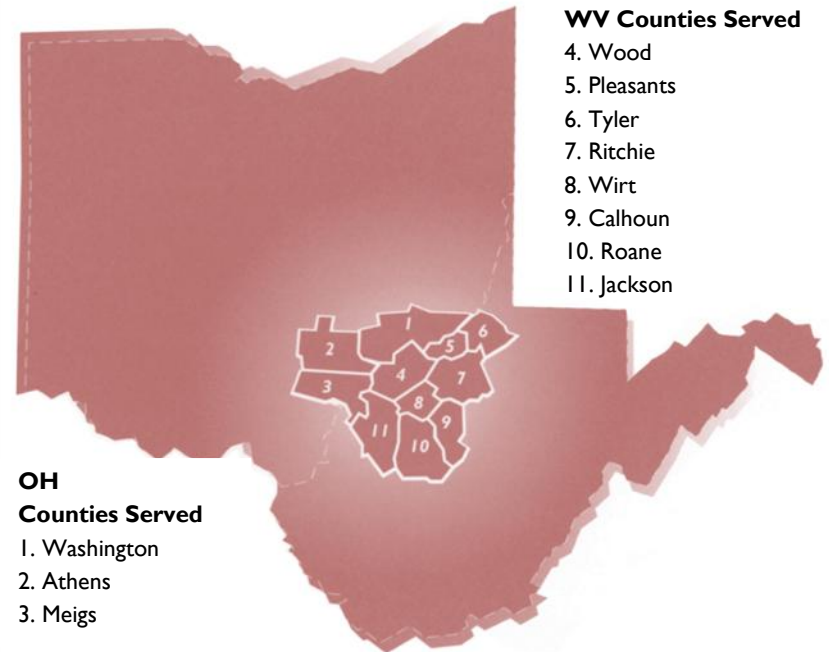 WV Counties Served
4. Wood
5. Pleasants
6. Tyler
7. Ritchie
8. Wirt
9. Calhoun
10. Roane
11. Jackson
1
2
3
4
5
6
7
8
9
10
11
OH
Counties Served
1. Washington
2. Athens
3. Meigs